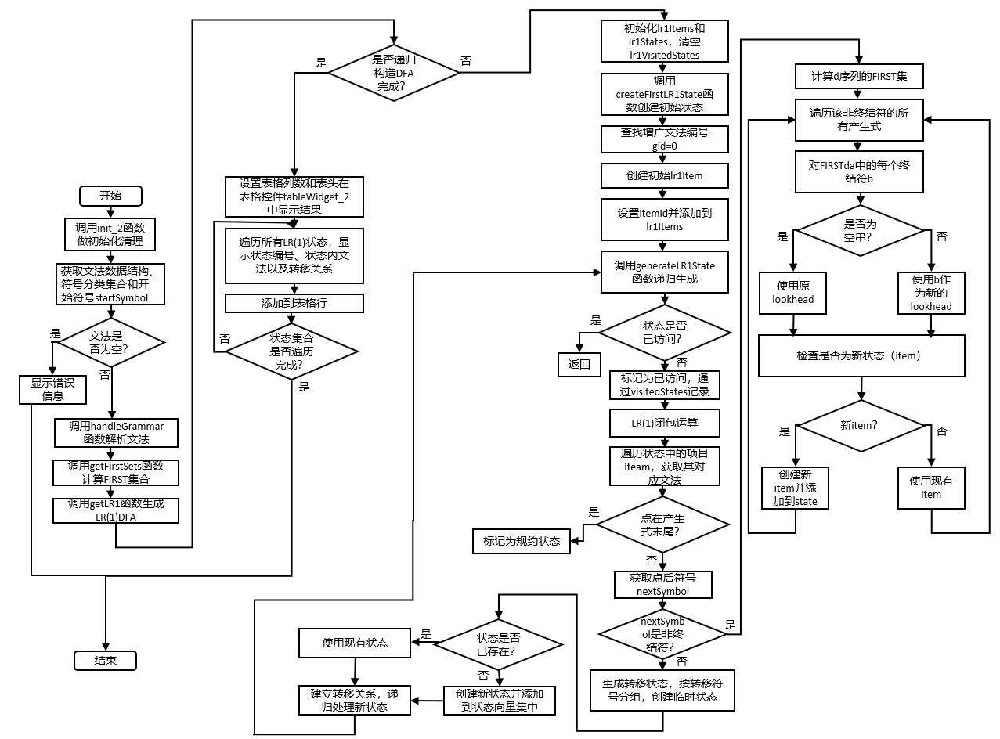 开始
调用init_2函数
做初始化清理
获取文法数据结构、
符号分类集合和开
始符号startSymbol
文法是
否为空？
是
否
显示错误
信息
调用handleGrammar
函数解析文法
调用getFirstSets函数
计算FIRST集合
调用getLR1函数生成
LR(1)DFA
结束
是否递归
构造DFA
完成？
是
否
设置表格列数和表头在
表格控件tableWidget_2
中显示结果
遍历所有LR(1)状态，显
示状态编号、状态内文
法以及转移关系
添加到表格行
状态集合
是否遍历
完成？
否
是
初始化lr1Items和
lr1States，清空
lr1VisitedStates
调用
createFirstLR1State函
数创建初始状态
查找增广文法编号
gid=0
创建初始lr1Item
设置itemid并添加到
lr1Items
调用generateLR1State
函数递归生成
状态是否
已访问？
是
否
返回
标记为已访问，通
过visitedStates记录
LR(1)闭包运算
遍历状态中的项目
iteam，获取其对
应文法
点在产生
式末尾？
是
否
标记为规约状态
获取点后符号
nextSymbol
nextSymb
ol是非终
结符？
是
否
生成转移状态，按转移符
号分组，创建临时状态
状态是否
已存在？
是
否
使用现有状态
创建新状态并添加
到状态向量集中
建立转移关系，递
归处理新状态
计算d序列的FIRST集
遍历该非终结符的所
有产生式
对FIRSTda中的每个终
结符b
是否为
空串？
是
否
使用原
lookhead
使用b作
为新的
lookhead
检查是否为新状态（item）
新item？
是
否
创建新
item并添
加到state
使用现有
item